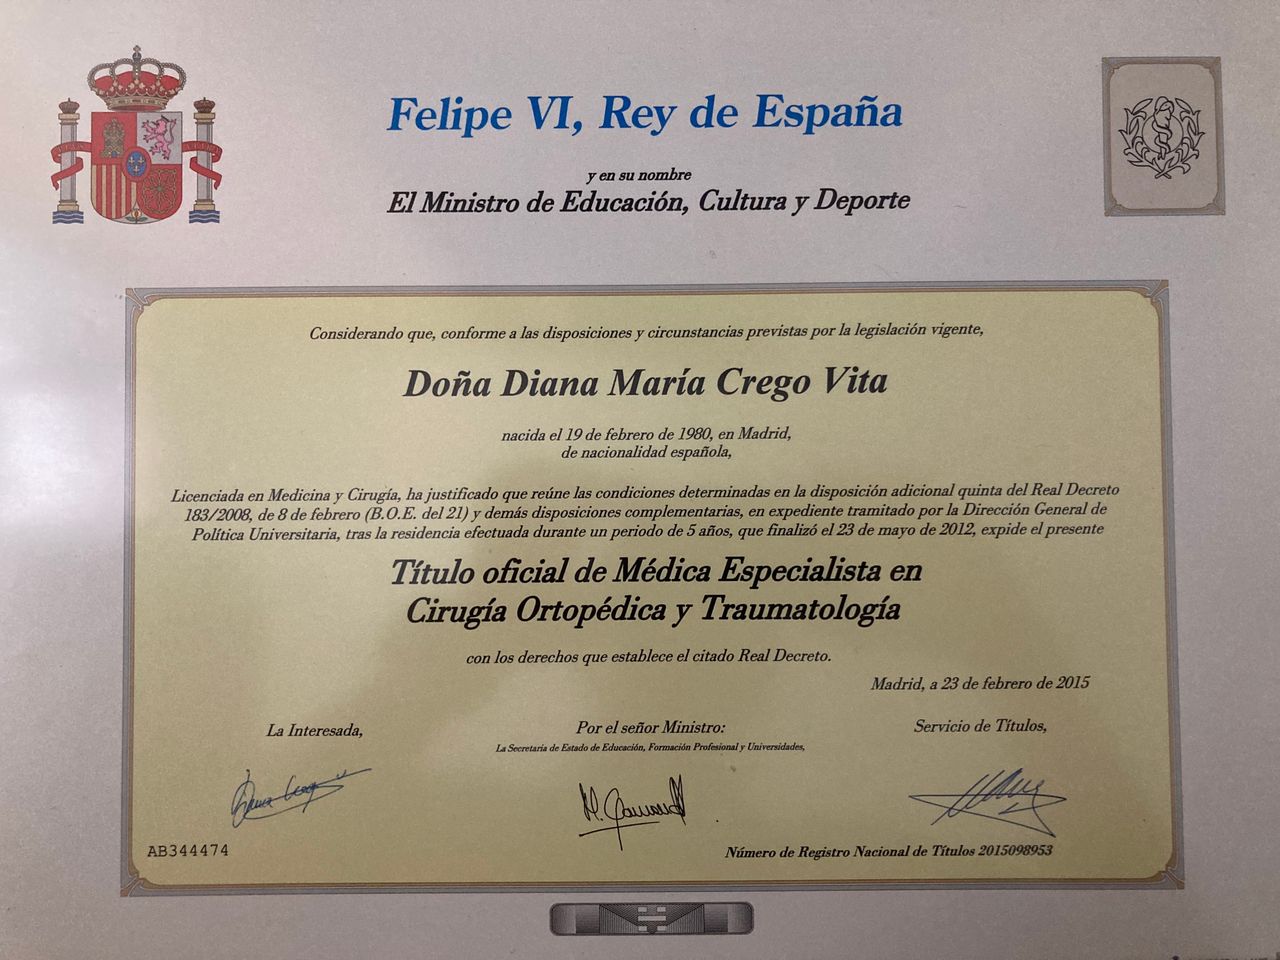 Felipe VI, Rey de España
y en su nombre
El Ministro de Educación, Cultura y Deporte
Considerando que, conforme a las disposiciones y circunstancias previstas por la legislación vigente,
Doña Diana María Crego Vita
nacida el 19 de febrero de 1980, en Madrid,
de nacionalidad española,
Licenciada en Medicina y Cirugía, ha justificado que reúne las condiciones determinadas en la disposición adicional quinta del Real Decreto
183/2008, de 8 de febrero (B.O.E. del 21) y demás disposiciones complementarias, en expediente tramitado por la Dirección General de
Política Universitaria, tras la residencia efectuada durante un periodo de 5 años, que finalizó el 23 de mayo de 2012, expide el presente
Título oficial de Médica Especialista en
Cirugía Ortopédica y Traumatología
con los derechos que establece el citado Real Decreto.
Madrid, a 23 de febrero de 2015
La Interesada,
Por el señor Ministro:
Servicio de Títulos,
La Secretaria de Estado de Educación, Formación Profesional y Universidades,
AB344474
Número de Registro Nacional de Títulos 2015098953